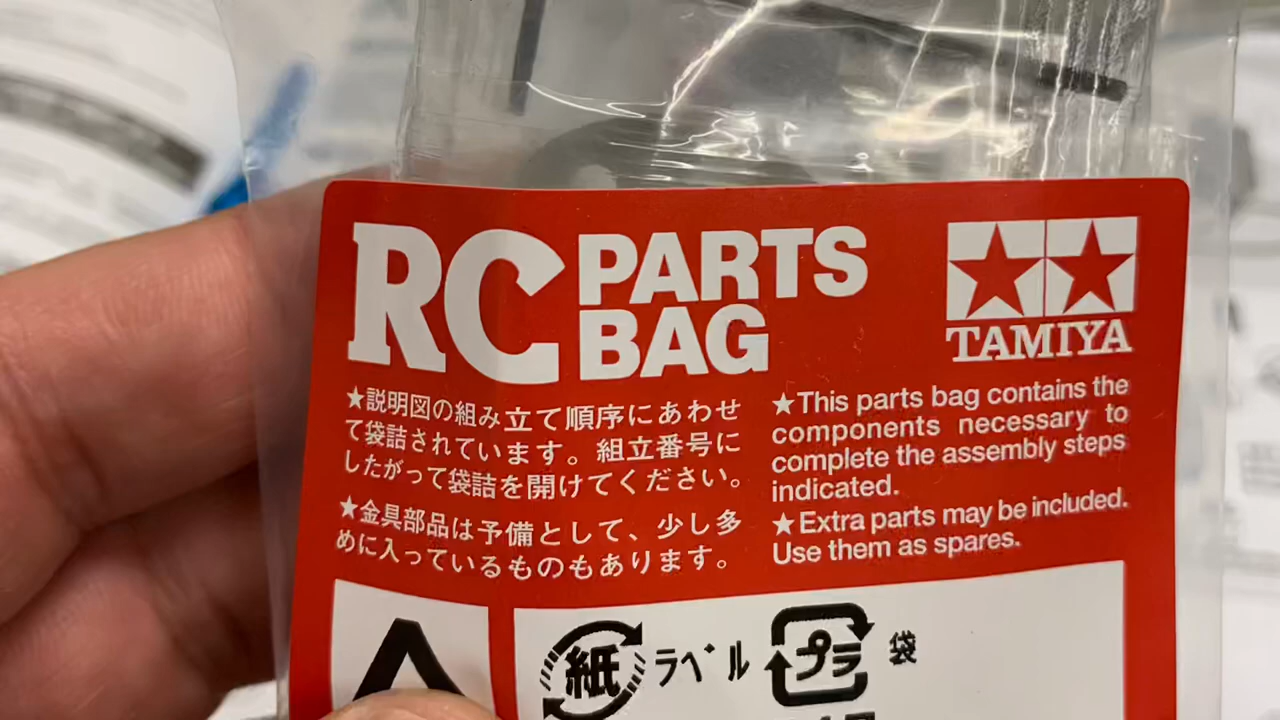 RC PARTS
BAG
TAMIYA
★説明図の組み立て順序にあわせ
て袋詰されています。組立番号に
したがって袋詰を開けてください。
★金具部品は予備として、少し多
めに入っているものもあります。
★This parts bag contains the
components necessary to
complete the assembly steps
indicated.
★Extra parts may be included.
Use them as spares.
紙 ラベル プラ 袋